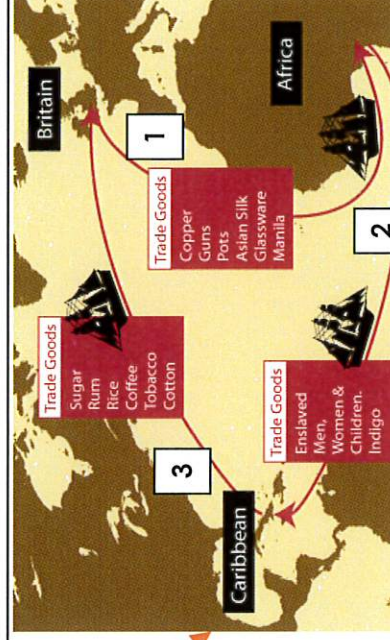 Britain
Trade Goods
Sugar
Rum
Rice
Coffee
Tobacco
Cotton
1
3
Trade Goods
Copper
Guns
Pots
Asian Silk
Glassware
Manila
Caribbean
Africa
Trade Goods
Enslaved
Men,
Women &
Children.
Indigo
2